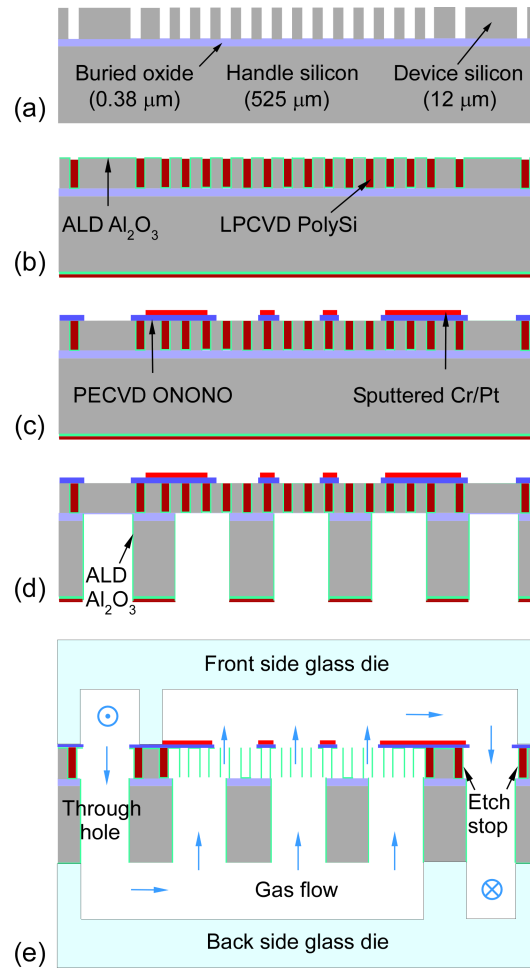 Buried oxide Handle silicon Device silicon
(0.38 μm) (525 μm) (12 μm)
(a)
ALD Al2O3 LPCVD PolySi
(b)
PECVD ONONO Sputtered Cr/Pt
(c)
ALD
Al2O3
(d)
Front side glass die
Through
hole
Etch
stop
Gas flow
Back side glass die
(e)